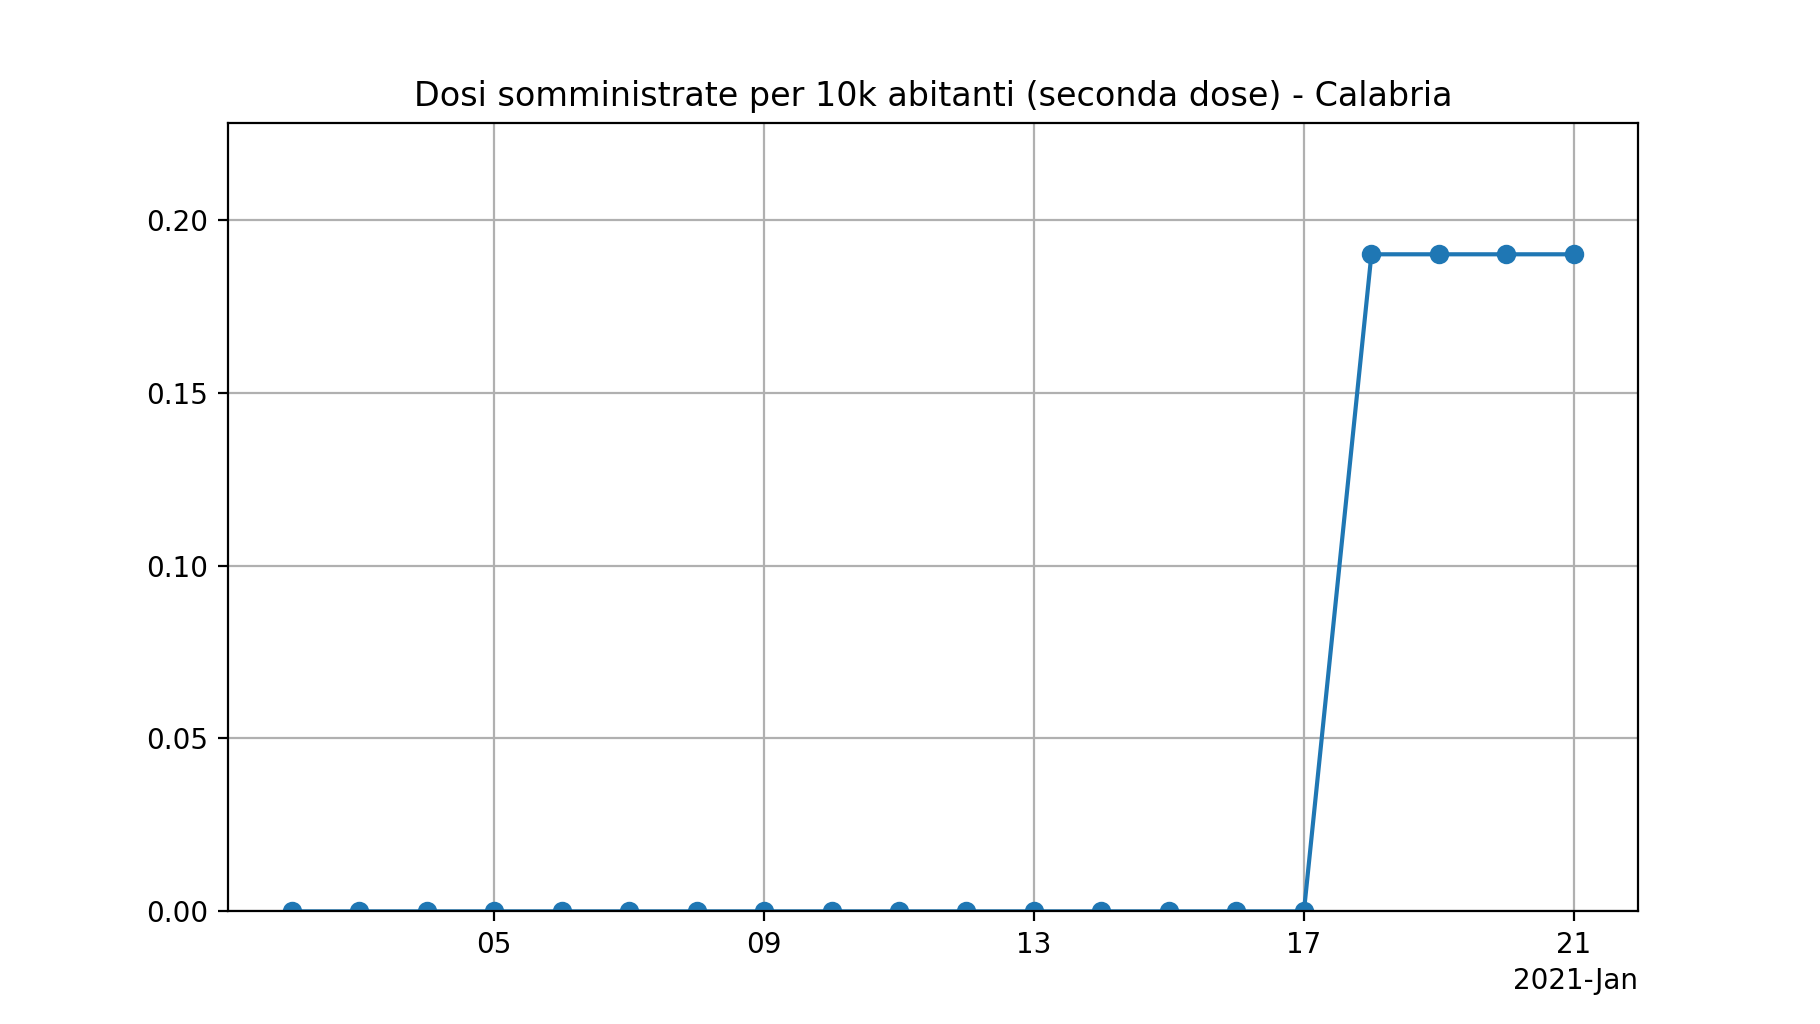 Dosi somministrate per 10k abitanti (seconda dose) - Calabria
0.20
0.15
0.10
0.05
0.00
05 09 13 17 21
2021-Jan